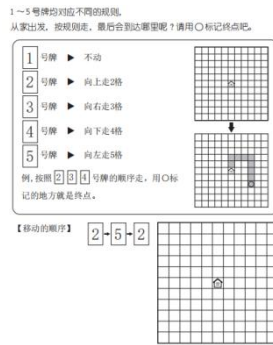 1～5号牌均对应不同的规则。
从家出发，按规则走，最后会到达哪里呢？请用○标记终点吧。
1 号牌 ▶ 不动
2 号牌 ▶ 向上走2格
3 号牌 ▶ 向右走3格
4 号牌 ▶ 向下走4格
5 号牌 ▶ 向左走5格
例，按照 2 3 4 号牌的顺序走，用○标
记的地方就是终点。
【移动的顺序】 2 - 5 - 2